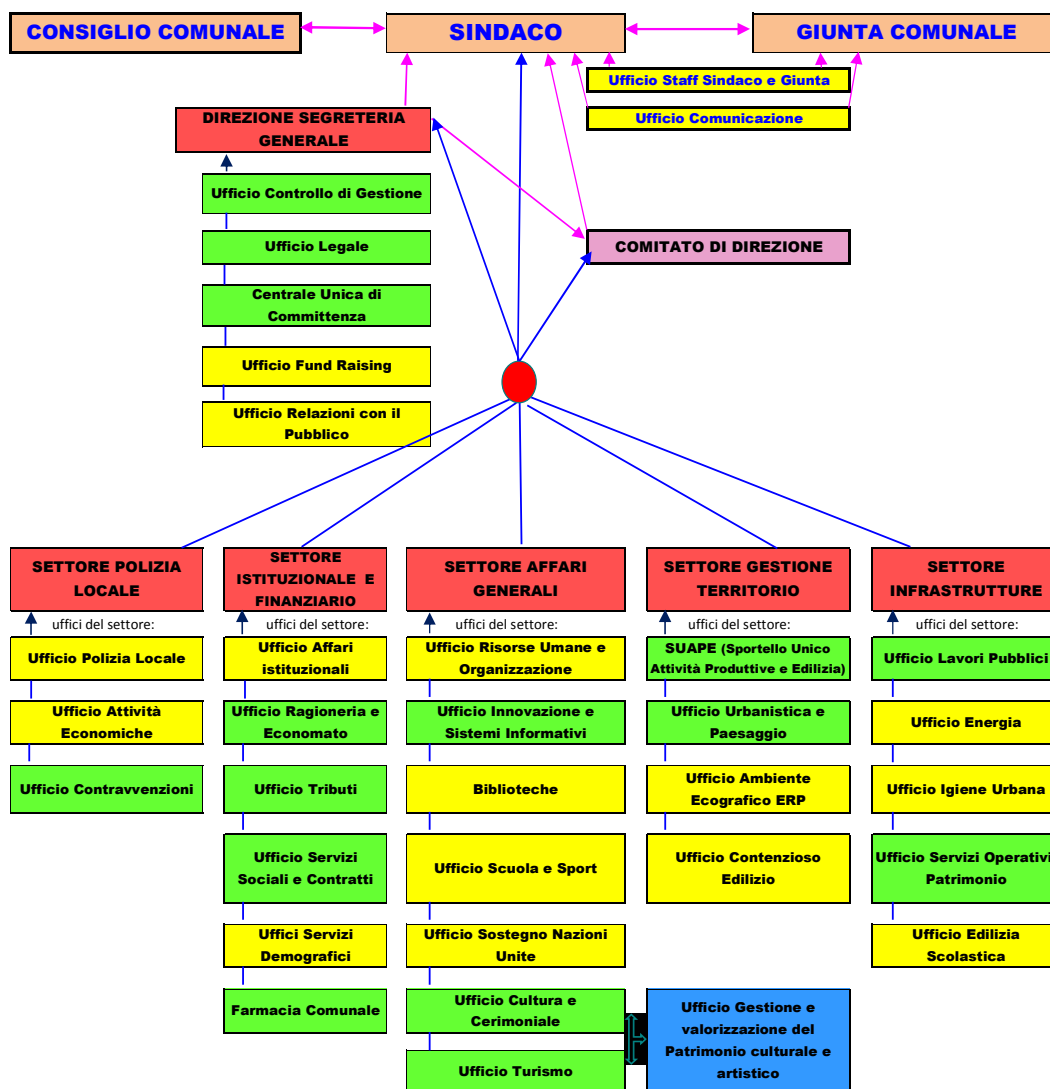 CONSIGLIO COMUNALE
SINDACO
GIUNTA COMUNALE
Ufficio Staff Sindaco e Giunta
Ufficio Comunicazione
DIREZIONE SEGRETERIA
GENERALE
Ufficio Controllo di Gestione
Ufficio Legale
COMITATO DI DIREZIONE
Centrale Unica di
Committenza
Ufficio Fund Raising
Ufficio Relazioni con il
Pubblico
SETTORE POLIZIA
LOCALE
uffici del settore:
Ufficio Polizia Locale
Ufficio Attività
Economiche
Ufficio Contravvenzioni
SETTORE
ISTITUZIONALE E
FINANZIARIO
uffici del settore:
Ufficio Affari
istituzionali
Ufficio Ragioneria e
Economato
Ufficio Tributi
Ufficio Servizi
Sociali e Contratti
Uffici Servizi
Demografici
Farmacia Comunale
SETTORE AFFARI
GENERALI
uffici del settore:
Ufficio Risorse Umane e
Organizzazione
Ufficio Innovazione e
Sistemi Informativi
Biblioteche
Ufficio Scuola e Sport
Ufficio Sostegno Nazioni
Unite
Ufficio Cultura e
Cerimoniale
Ufficio Turismo
Ufficio Gestione e
valorizzazione del
Patrimonio culturale e
artistico
SETTORE GESTIONE
TERRITORIO
uffici del settore:
SUAPE (Sportello Unico
Attività Produttive e Edilizia)
Ufficio Urbanistica e
Paesaggio
Ufficio Ambiente
Ecografico ERP
Ufficio Contenzioso
Edilizio
SETTORE
INFRASTRUTTURE
uffici del settore:
Ufficio Lavori Pubblici
Ufficio Energia
Ufficio Igiene Urbana
Ufficio Servizi Operativi
Patrimonio
Ufficio Edilizia
Scolastica